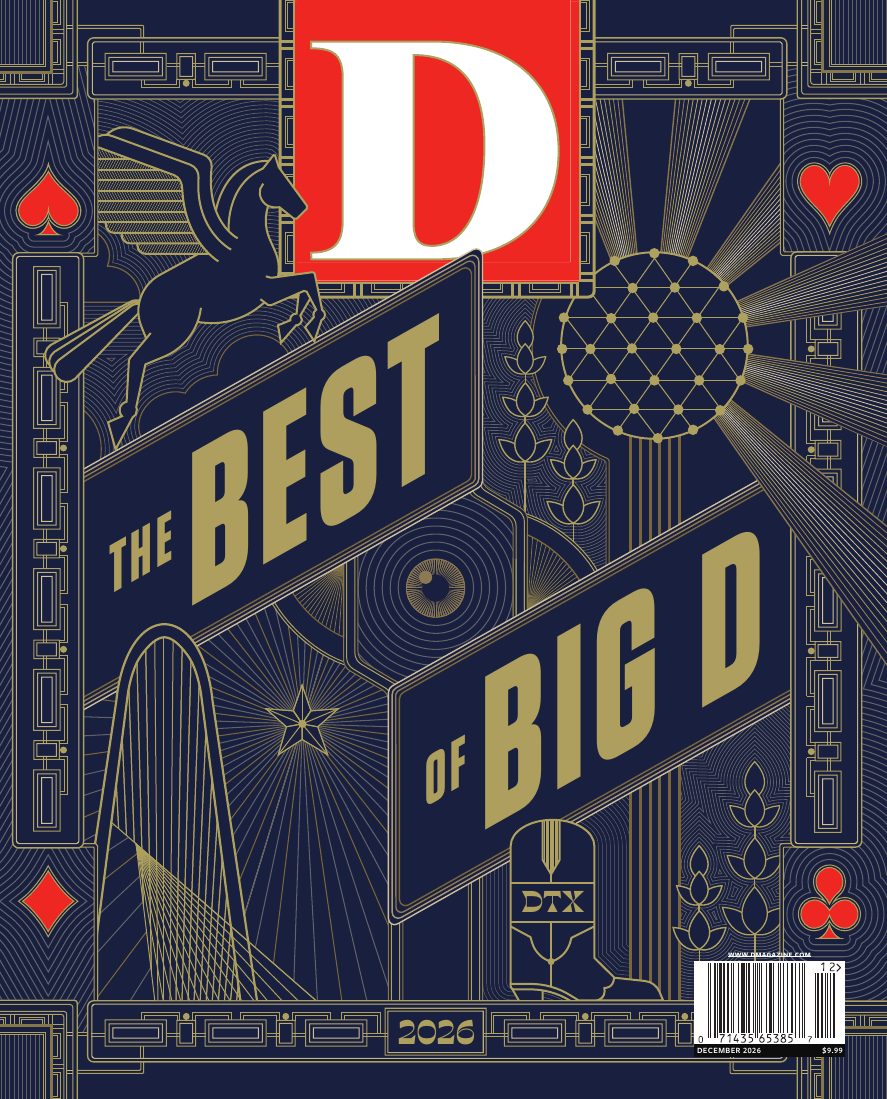 D
THE BEST
OF BIG D
DTX
WWW.DMAGAZINE.COM
12>
0 71435 65385 7
DECEMBER 2026 $9.99
2026